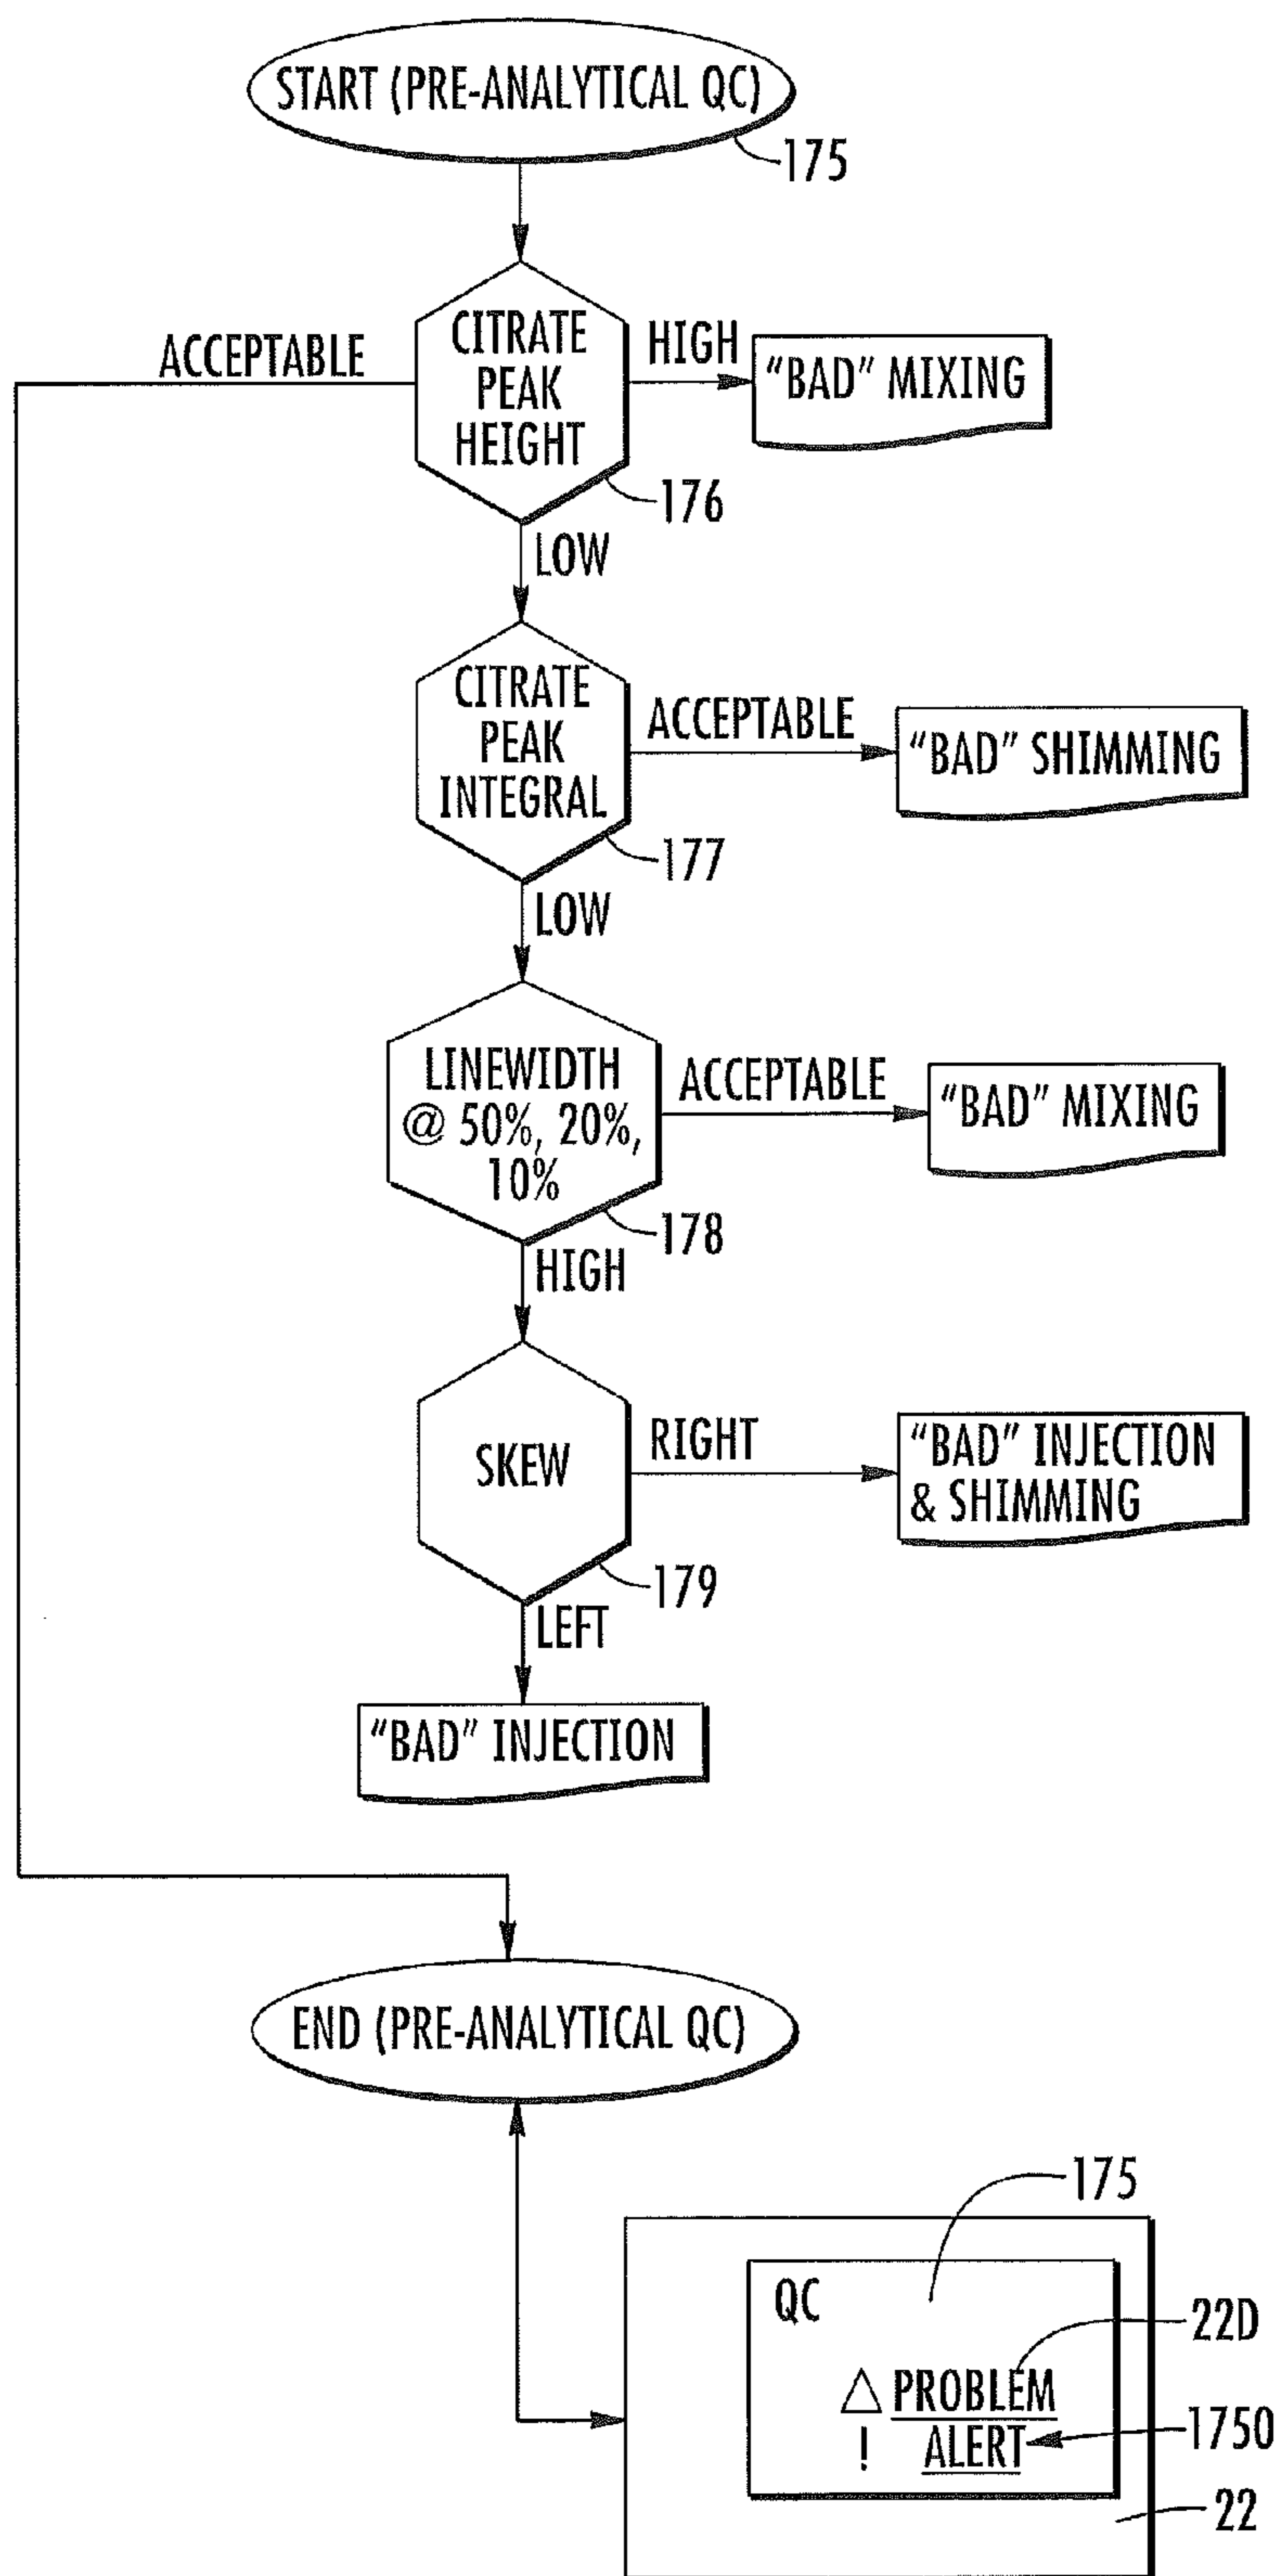 START (PRE-ANALYTICAL QC)
175
CITRATE
PEAK
HEIGHT
ACCEPTABLE
HIGH
"BAD" MIXING
176
LOW
CITRATE
PEAK
INTEGRAL
ACCEPTABLE
"BAD" SHIMMING
177
LOW
LINEWIDTH
@ 50%, 20%,
10%
ACCEPTABLE
"BAD" MIXING
178
HIGH
SKEW
RIGHT
"BAD" INJECTION
& SHIMMING
179
LEFT
"BAD" INJECTION
END (PRE-ANALYTICAL QC)
175
QC
22D
PROBLEM
! ALERT
1750
22